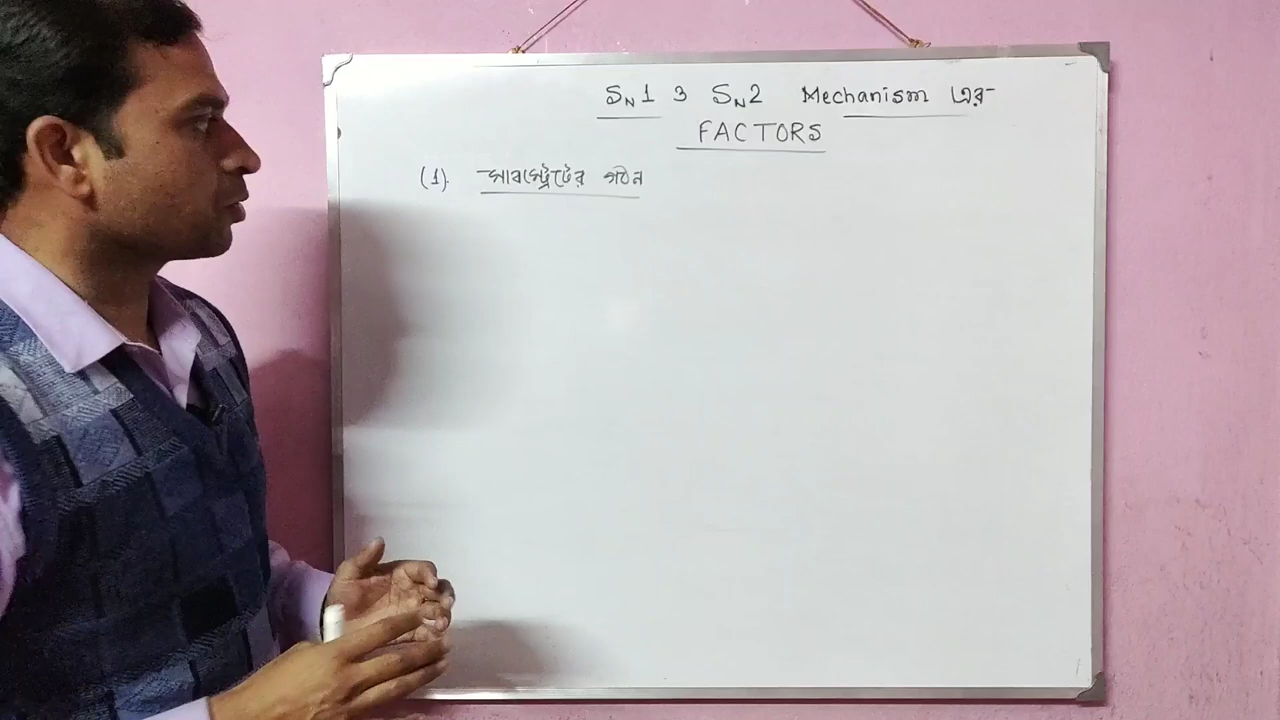 SN1 ও SN2 Mechanism এর
FACTORS
(1). সাবস্ট্রেটের গঠন